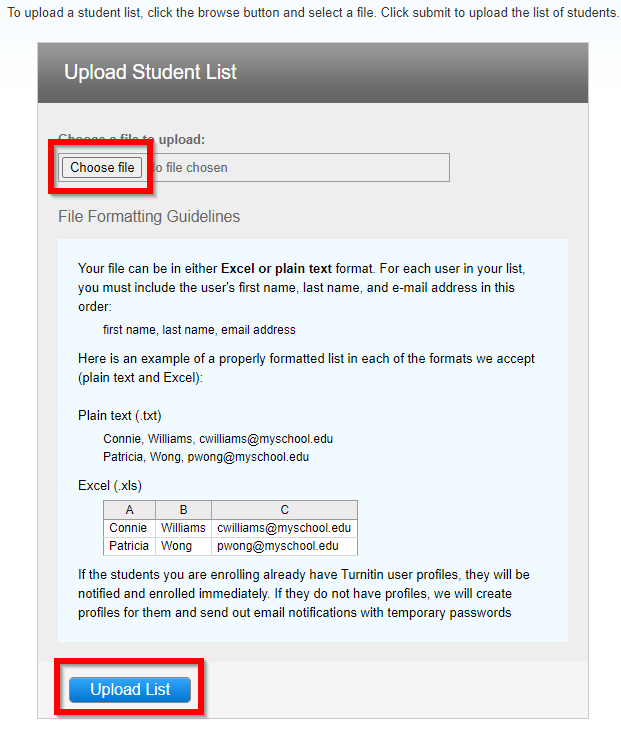 To upload a student list, click the browse button and select a file. Click submit to upload the list of students.
Upload Student List
Choose a file to upload:
Choose file
file chosen
File Formatting Guidelines
Your file can be in either Excel or plain text format. For each user in your list,
you must include the user's first name, last name, and e-mail address in this
order:
first name, last name, email address
Here is an example of a properly formatted list in each of the formats we accept
(plain text and Excel):
Plain text (.txt)
Connie, Williams, cwilliams@myschool.edu
Patricia, Wong, pwong@myschool.edu
Excel (.xls)
A B C
Connie Williams cwilliams@myschool.edu
Patricia Wong pwong@myschool.edu
If the students you are enrolling already have Turnitin user profiles, they will be
notified and enrolled immediately. If they do not have profiles, we will create
profiles for them and send out email notifications with temporary passwords
Upload List